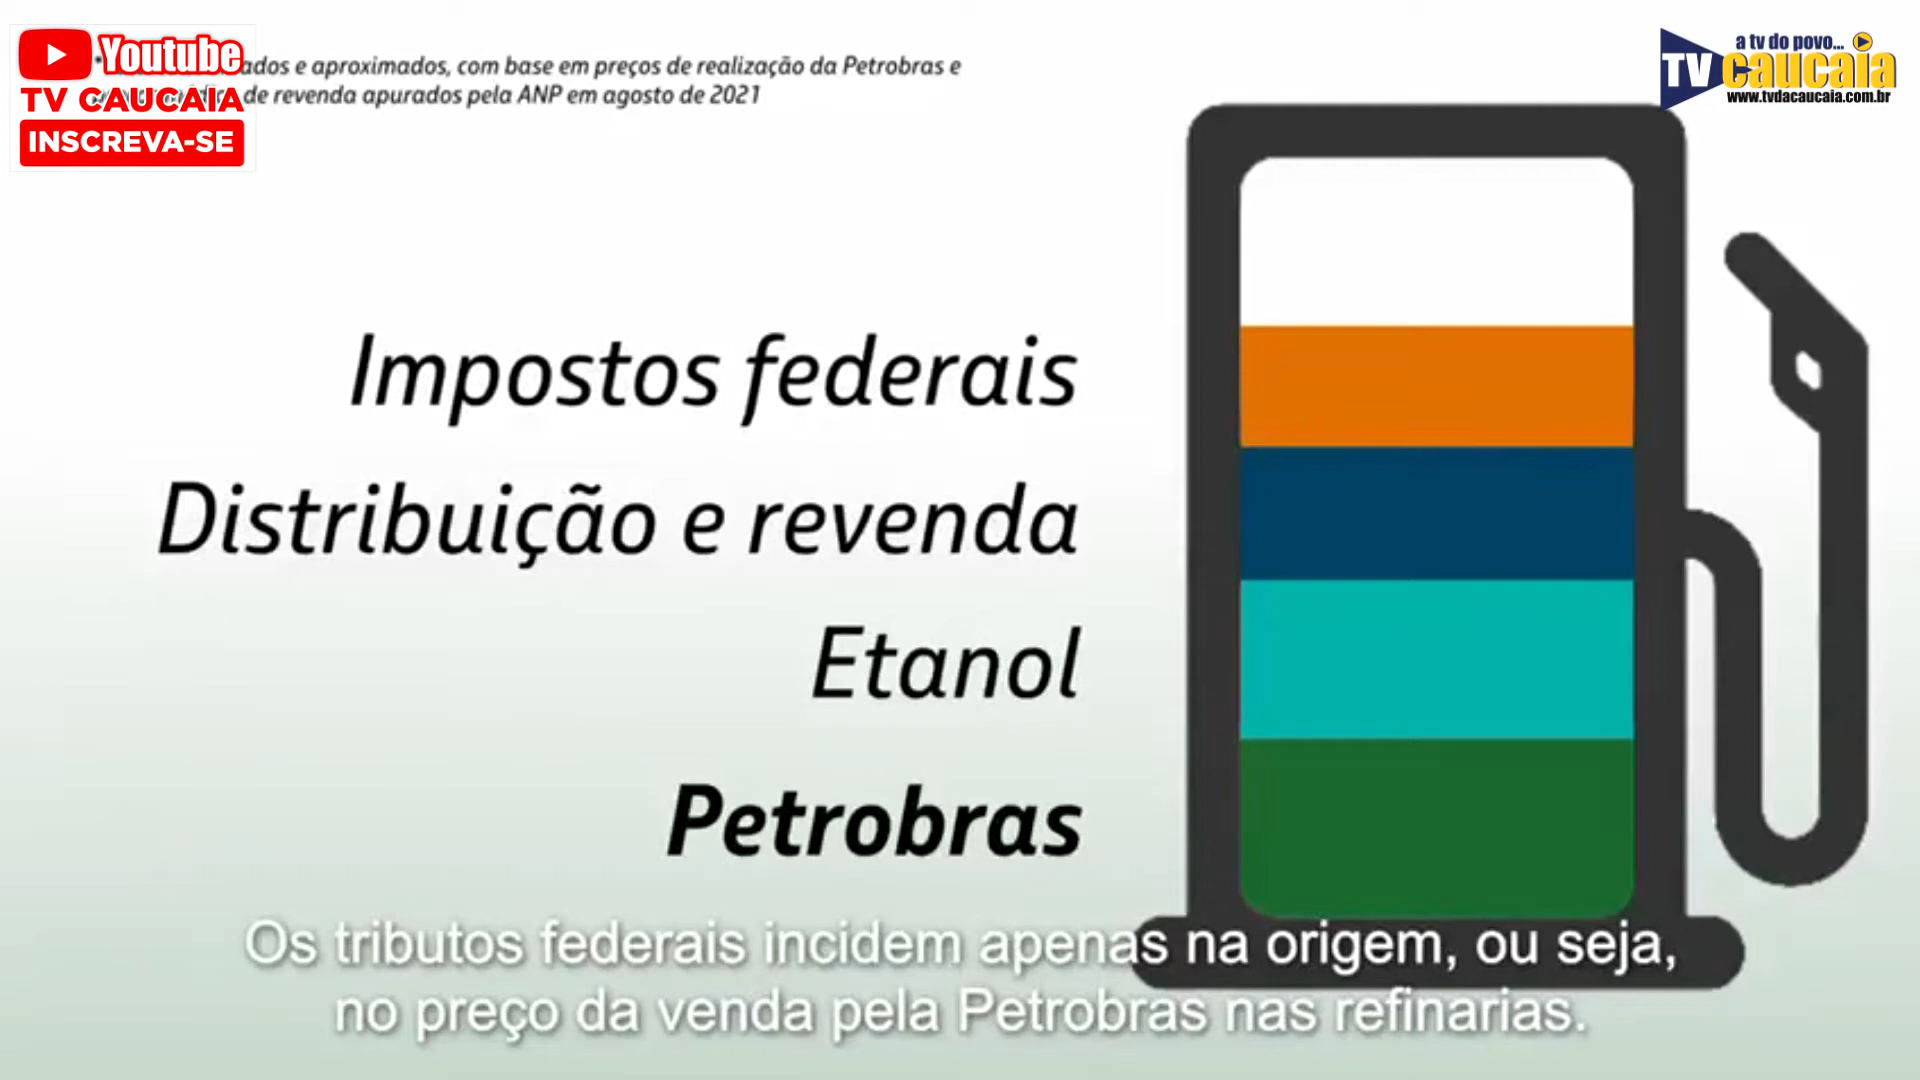 Youtube
TV CAUCAIA
INSCREVA-SE
ados e aproximados, com base em preços de realização da Petrobras e
de revenda apurados pela ANP em agosto de 2021
a tv do povo...
TV caucaia
www.tvdacaucaia.com.br
Impostos federais
Distribuição e revenda
Etanol
Petrobras
Os tributos federais incidem apenas na origem, ou seja,
no preço da venda pela Petrobras nas refinarias.